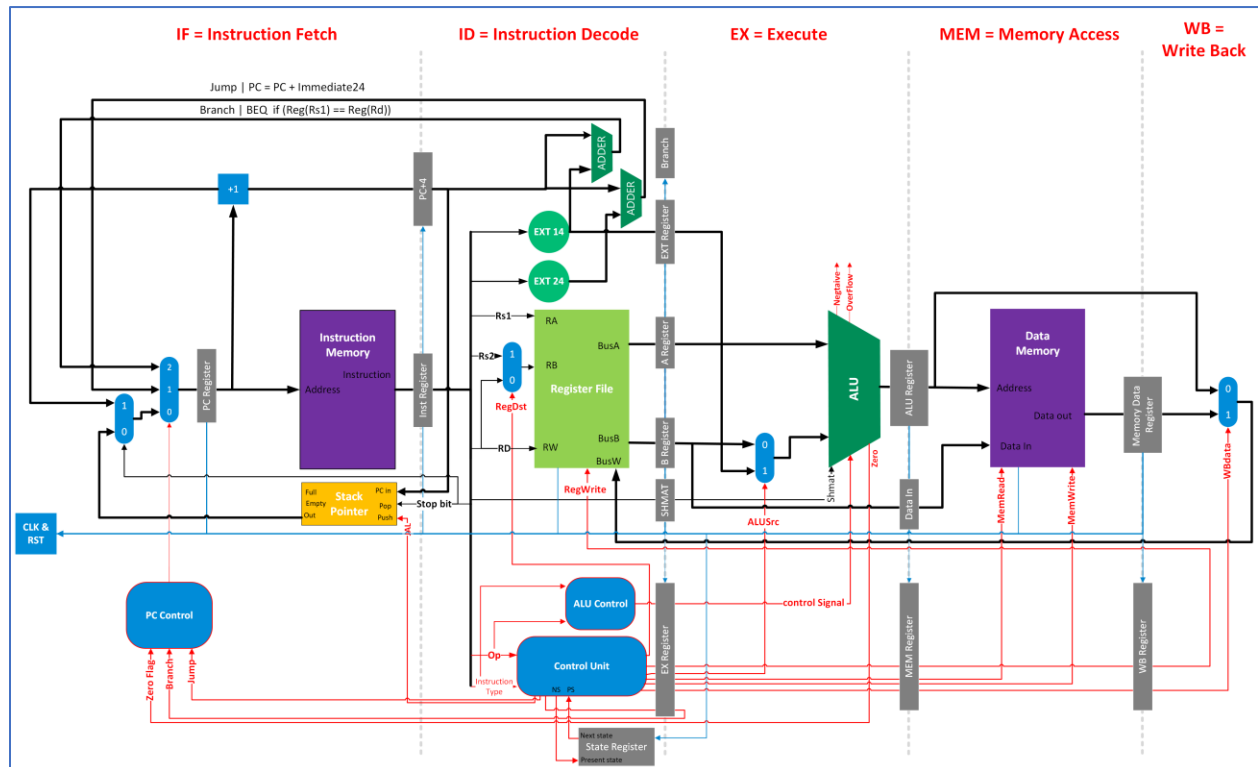 IF = Instruction Fetch
ID = Instruction Decode
EX = Execute
MEM = Memory Access
WB =
Write Back
Jump | PC = PC + Immediate24
Branch | BEQ if (Reg(Rs1) == Reg(Rd))
+1
PC+4
ADDER
ADDER
Branch
EXT 14
EXT 24
EXT Register
Negtaive
OverFlow
2
1
0
1
0
PC Register
Instruction
Memory
Instruction
Address
Inst Register
Rs1
Rs2
1
0
RegDst
RD
RA
RB
RW
BusA
Register File
BusB
BusW
RegWrite
A Register
B Register
SHMAT
0
1
ALUSrc
ALU
Shmat
Zero
ALU Register
Data In
Data
Memory
Address
Data out
Data In
MemRead
MemWrite
Memory Data
Register
0
1
WBdata
Full
Empty
Out
Stack
Pointer
PC in
Pop
Push
Stop bit
JAL
CLK &
RST
PC Control
Zero Flag
Branch
Jump
ALU Control
control Signal
Op
Instruction
Type
Control Unit
NS
PS
EX Register
MEM Register
WB Register
Next state
State Register
Present state